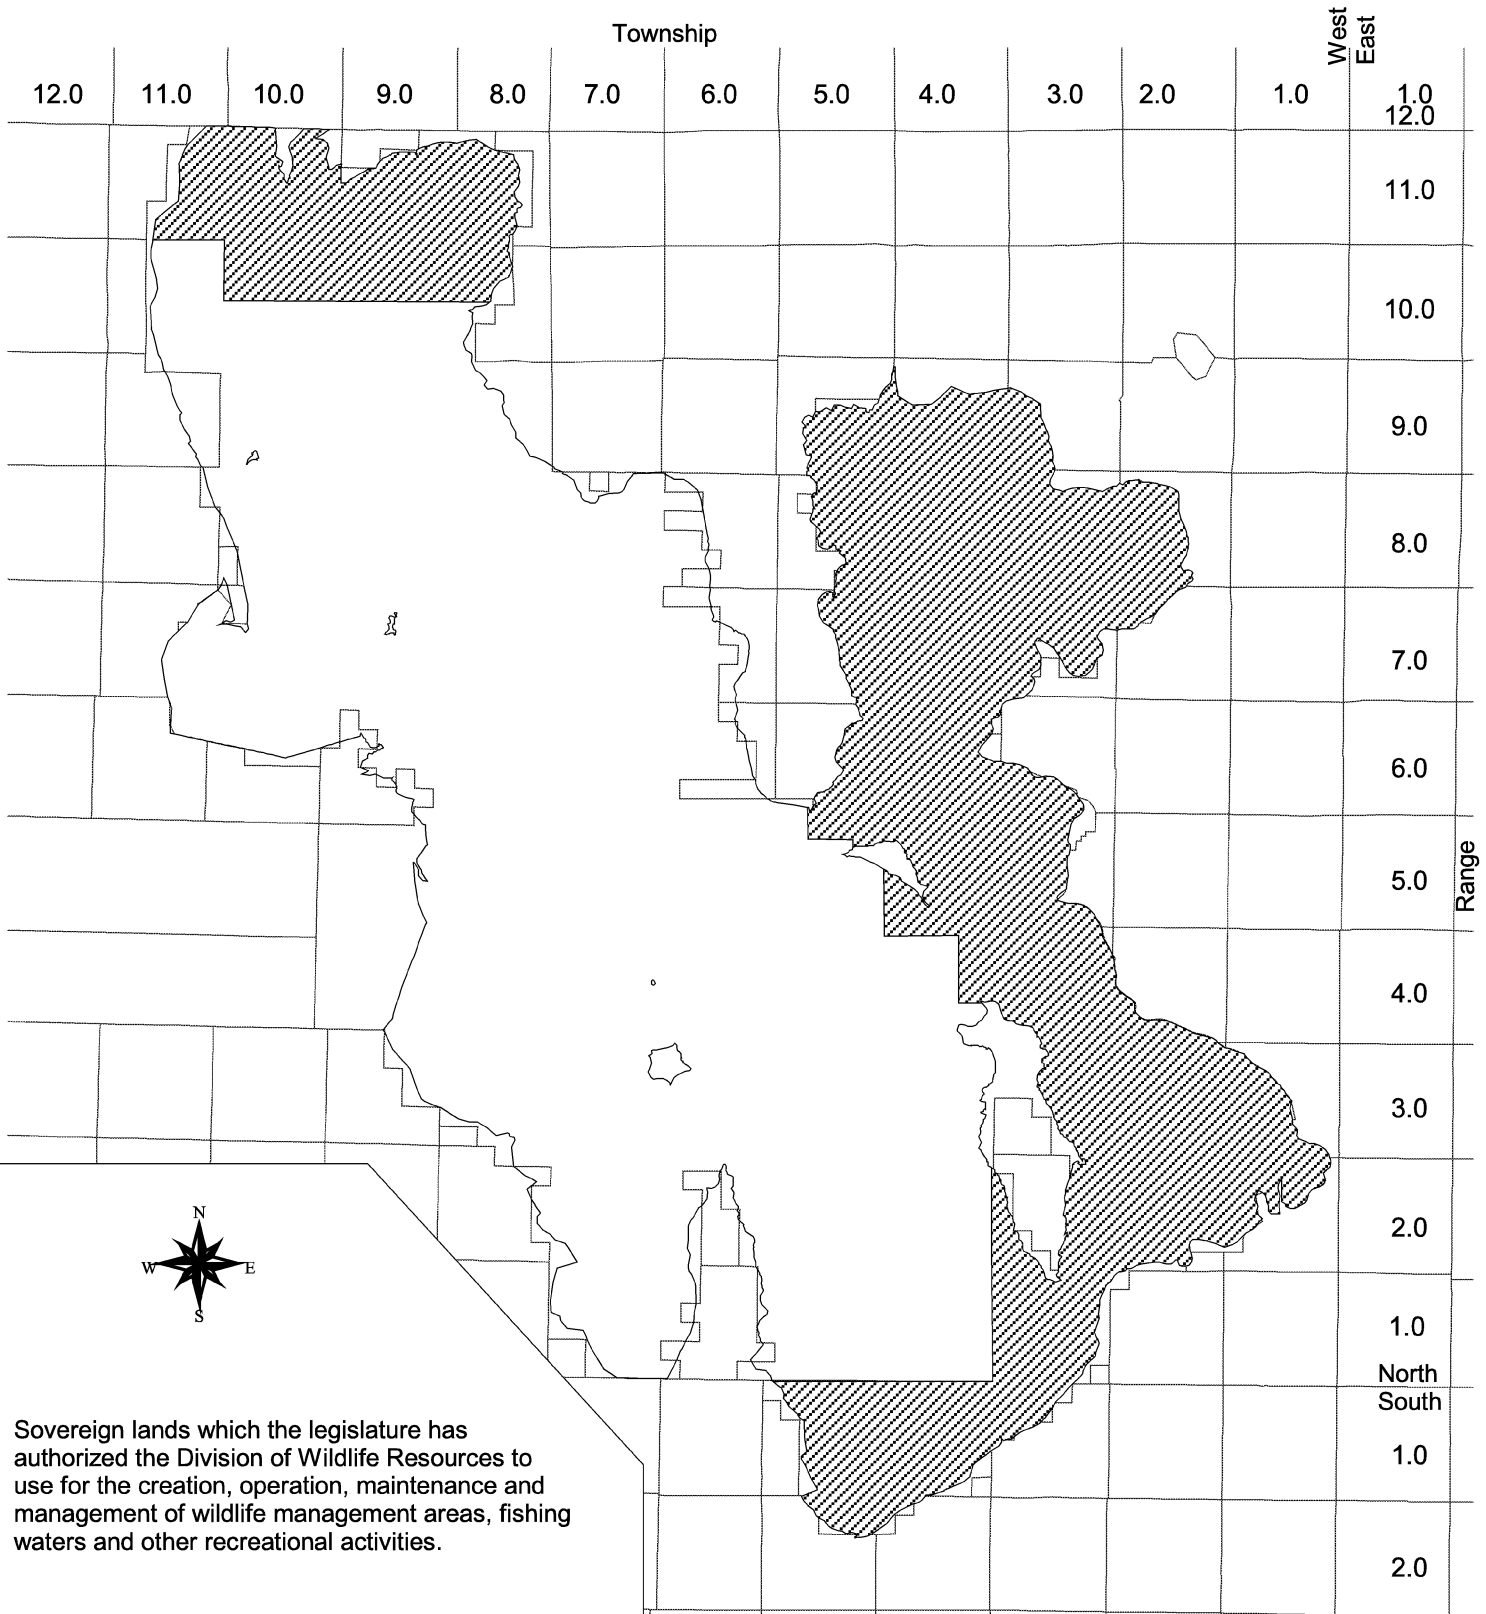 Township
West
East
12.0 11.0 10.0 9.0 8.0 7.0 6.0 5.0 4.0 3.0 2.0 1.0 1.0
12.0
11.0
10.0
9.0
8.0
7.0
6.0
Range
5.0
4.0
3.0
2.0
1.0
North
South
1.0
2.0
N
W E
S
Sovereign lands which the legislature has
authorized the Division of Wildlife Resources to
use for the creation, operation, maintenance and
management of wildlife management areas, fishing
waters and other recreational activities.